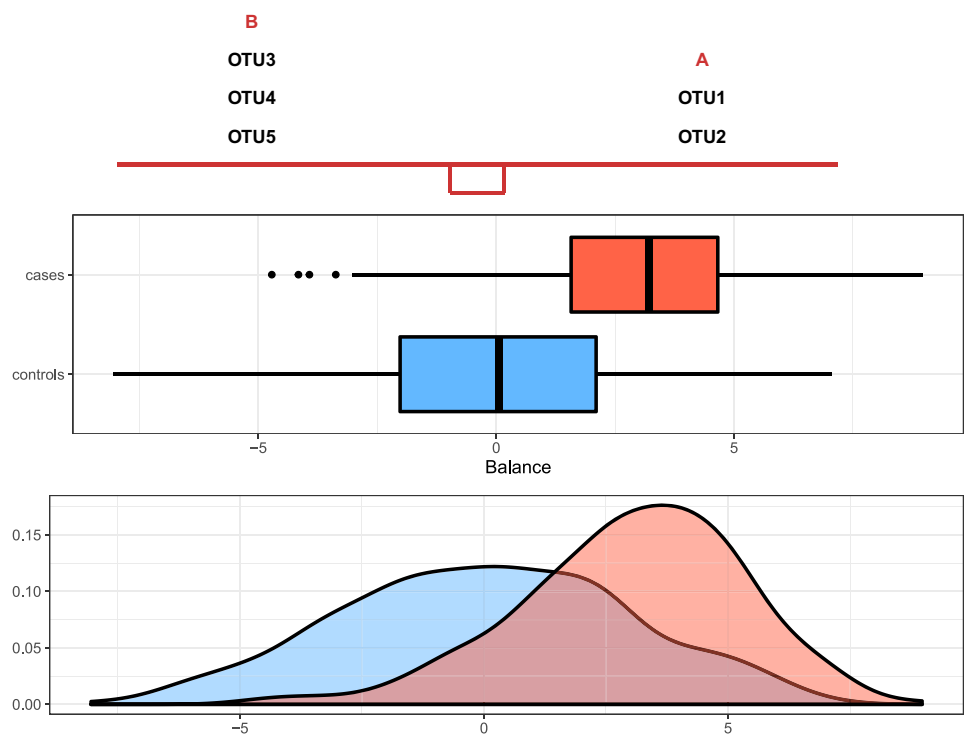 B
OTU3
A
OTU4
OTU1
OTU5
OTU2
cases
controls
−5
0
5
Balance
0.15
0.10
0.05
0.00
−5
0
5